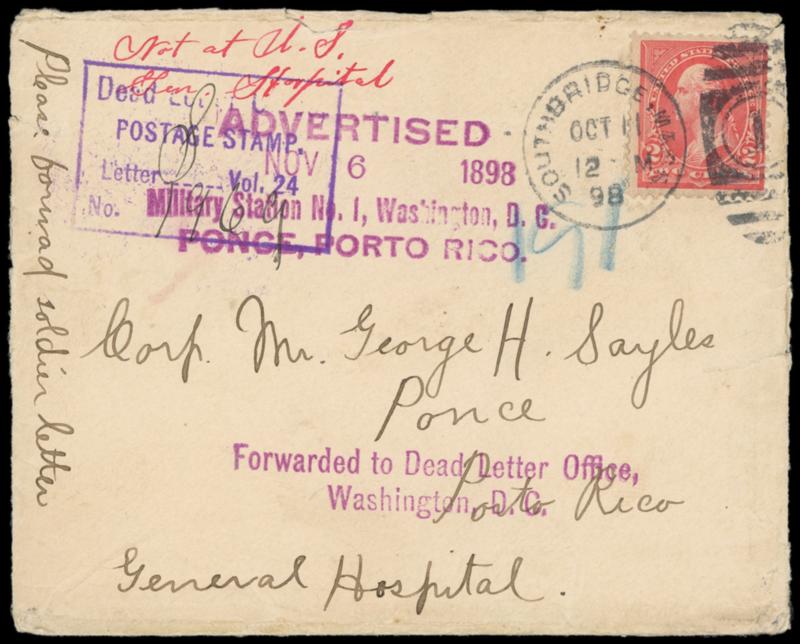 Not at U. S.
Gen. Hospital
Dead
POSTAGE STAMP.
Letter
Vol. 24
No.
ADVERTISED
NOV 6 1898
Military Station No. 1, Washington, D. C.
PONCE, PORTO RICO.
SOUTHBRIDGE
OCT 11
12 M
98
Corp. Mr. George H. Sayles
Ponce
Porto Rico
General Hospital.
Forwarded to Dead Letter Office,
Washington, D. C.
Please forward soldier letter